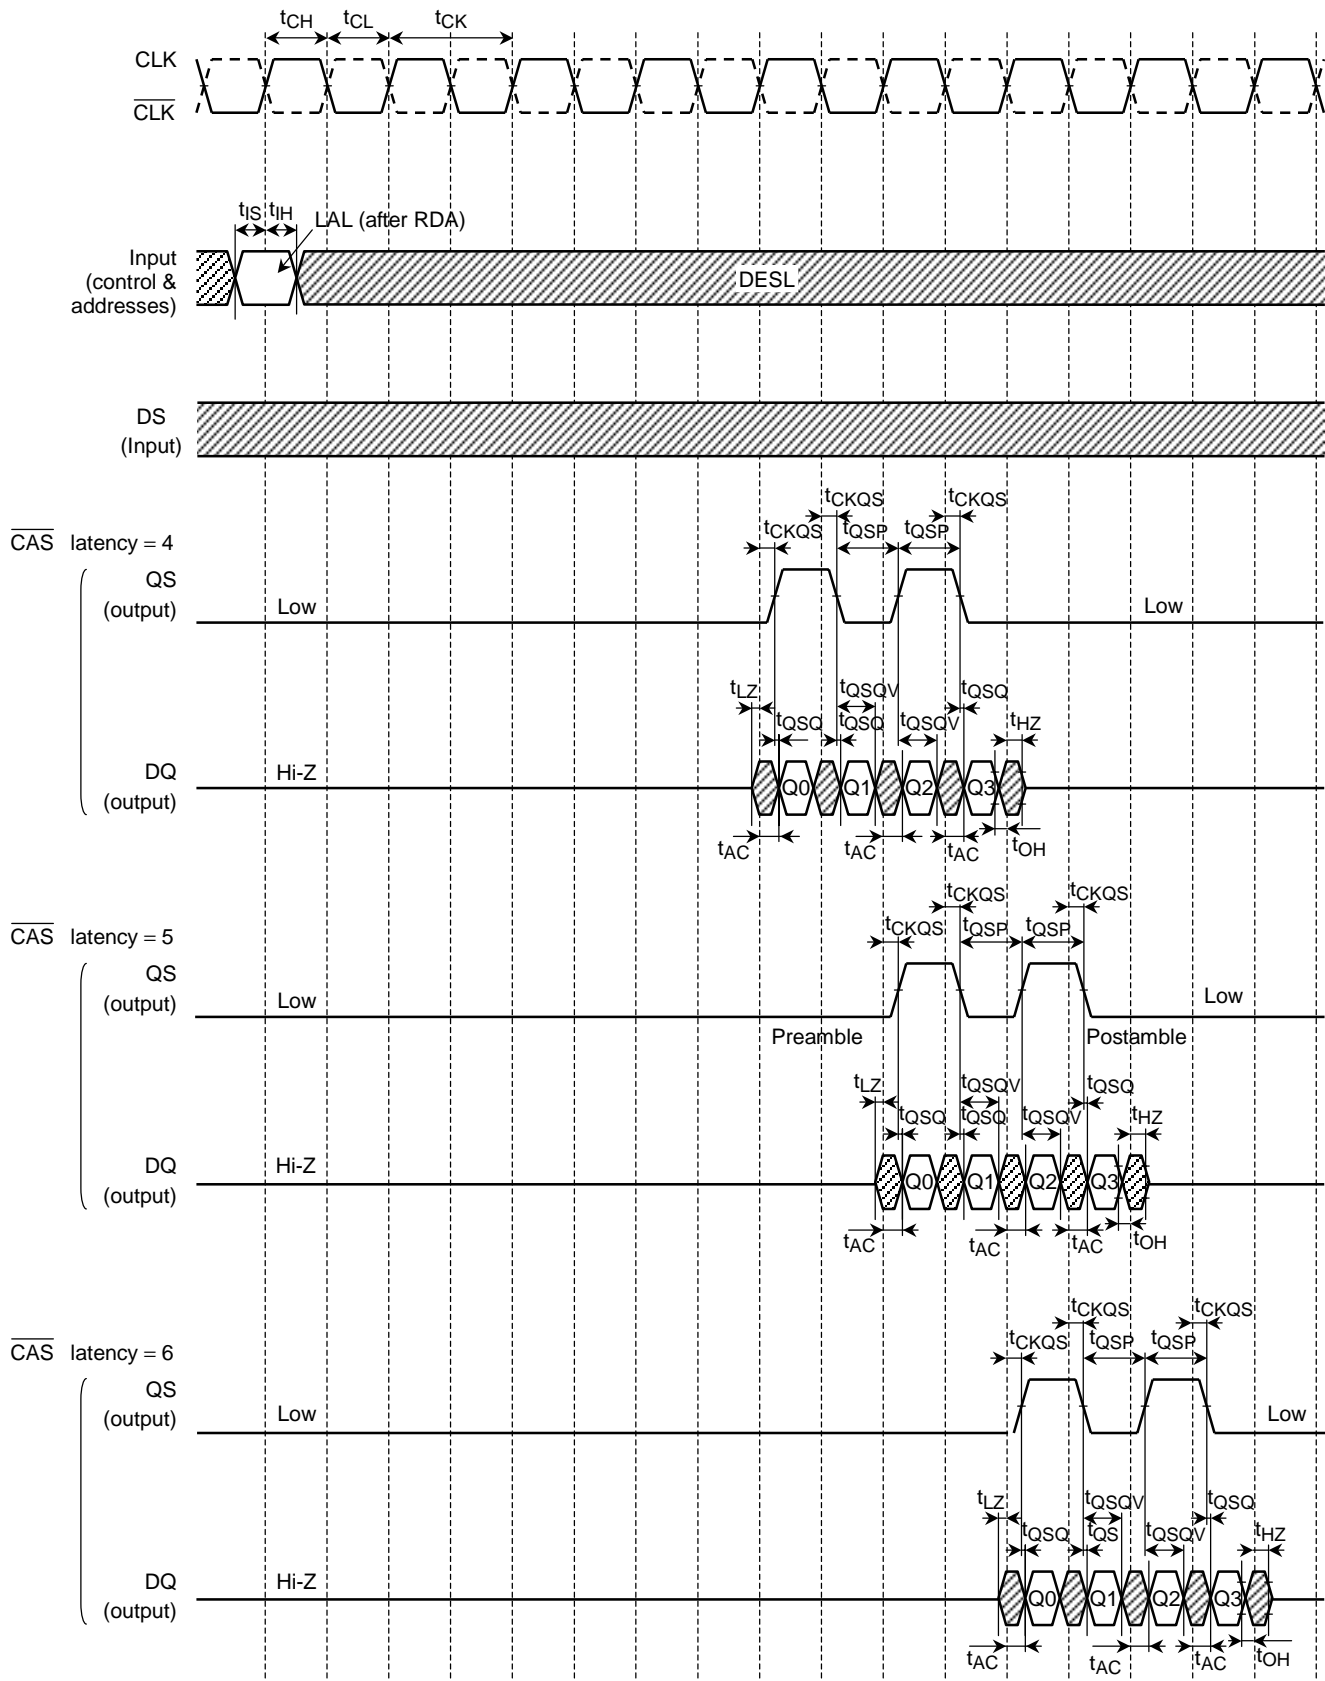 tCH tCL tCK
CLK
CLK
tIS tIH LAL (after RDA)
Input
(control &
addresses)
DESL
DS
(Input)
tCKQS tCKQS
CAS latency = 4
tCKQS tQSP tQSP
QS
(output)
Low Low
tLZ tQSQV tQSQ
tQSQ tQSQ tQSQV tHZ
DQ
(output)
Hi-Z
Q0 Q1 Q2 Q3
tAC tAC tAC tOH
tCKQS tCKQS
CAS latency = 5
tCKQS tQSP tQSP
QS
(output)
Low Low
Preamble Postamble
tLZ tQSQV tQSQ
tQSQ tQSQ tQSQV tHZ
DQ
(output)
Hi-Z
Q0 Q1 Q2 Q3
tAC tAC tAC tOH
tCKQS tCKQS
CAS latency = 6
tCKQS tQSP tQSP
QS
(output)
Low Low
tLZ tQSQV tQSQ
tQSQ tQS tQSQV tHZ
DQ
(output)
Hi-Z
Q0 Q1 Q2 Q3
tAC tAC tAC tOH